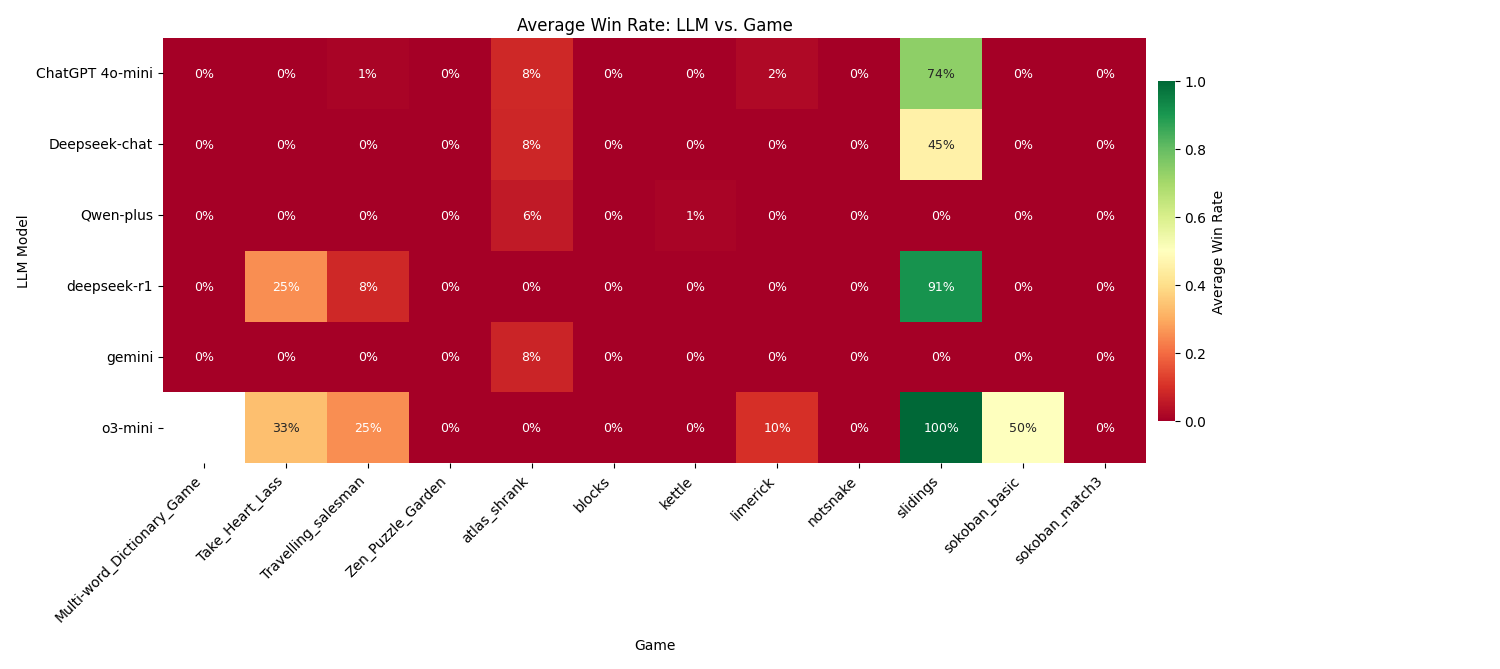 Average Win Rate: LLM vs. Game
ChatGPT 4o-mini 0% 0% 1% 0% 8% 0% 0% 2% 0% 74% 0% 0%
Deepseek-chat 0% 0% 0% 0% 8% 0% 0% 0% 0% 45% 0% 0%
Qwen-plus 0% 0% 0% 0% 6% 0% 1% 0% 0% 0% 0% 0%
deepseek-r1 0% 25% 8% 0% 0% 0% 0% 0% 0% 91% 0% 0%
gemini 0% 0% 0% 0% 8% 0% 0% 0% 0% 0% 0% 0%
o3-mini 33% 25% 0% 0% 0% 0% 10% 0% 100% 50% 0%
LLM Model
Multi-word_Dictionary_Game
Take_Heart_Lass
Travelling_salesman
Zen_Puzzle_Garden
atlas_shrank
blocks
kettle
limerick
notsnake
slidings
sokoban_basic
sokoban_match3
Game
1.0
0.8
0.6
0.4
0.2
0.0
Average Win Rate